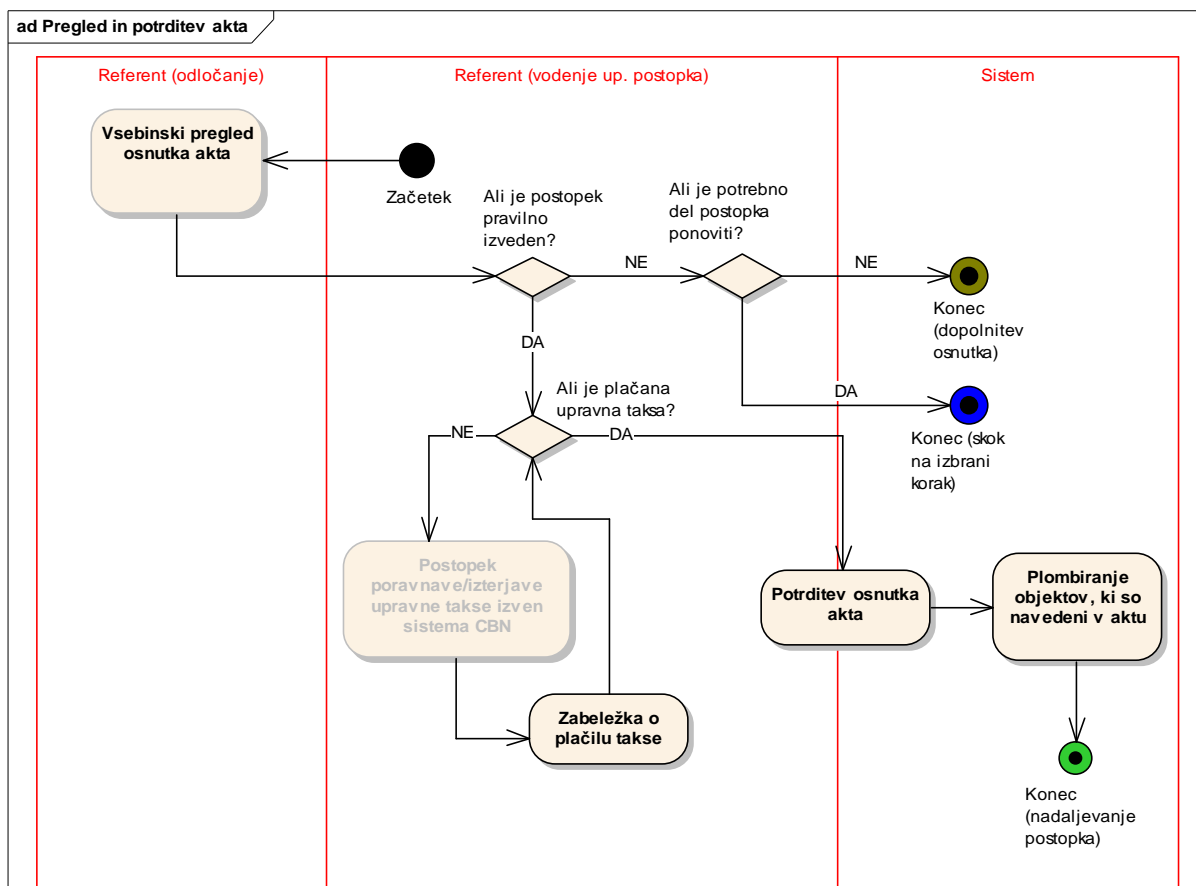 ad Pregled in potrditev akta
Referent (odločanje)
Referent (vodenje up. postopka)
Sistem
Vsebinski pregled
osnutka akta
Začetek
Ali je postopek
pravilno
izveden?
Ali je potrebno
del postopka
ponoviti?
NE
NE
Konec
(dopolnitev
osnutka)
DA
DA
Ali je plačana
upravna taksa?
NE
DA
Konec (skok
na izbrani
korak)
Postopek
poravnave/izterjave
upravne takse izven
sistema CBN
Potrditev osnutka
akta
Plombiranje
objektov, ki so
navedeni v aktu
Zabeležka o
plačilu takse
Konec
(nadaljevanje
postopka)